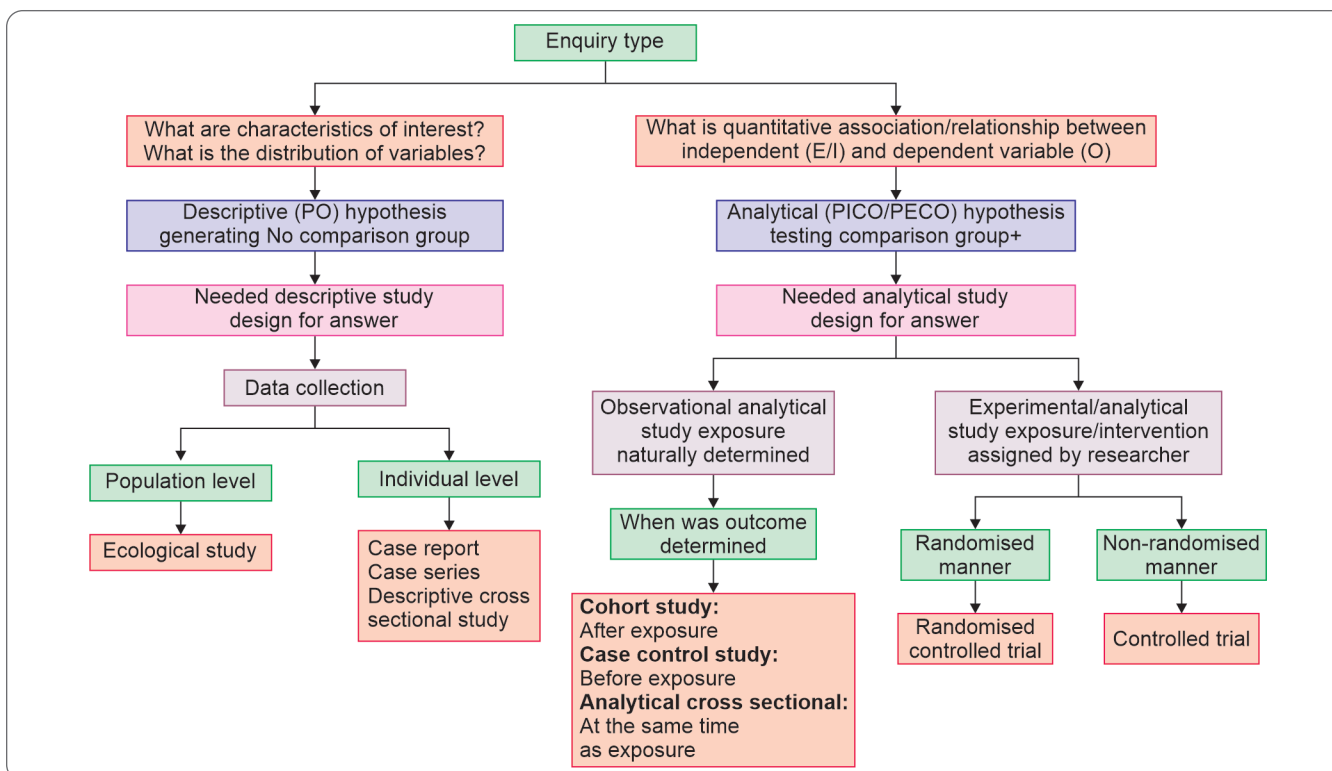 Enquiry type
What are characteristics of interest?
What is the distribution of variables?
What is quantitative association/relationship between
independent (E/I) and dependent variable (O)
Descriptive (PO) hypothesis
generating No comparison group
Analytical (PICO/PECO) hypothesis
testing comparison group+
Needed descriptive study
design for answer
Needed analytical study
design for answer
Data collection
Observational analytical
study exposure
naturally determined
Experimental/analytical
study exposure/intervention
assigned by researcher
Population level
Individual level
When was outcome
determined
Randomised
manner
Non-randomised
manner
Ecological study
Case report
Case series
Descriptive cross
sectional study
Cohort study:
After exposure
Case control study:
Before exposure
Analytical cross sectional:
At the same time
as exposure
Randomised
controlled trial
Controlled trial